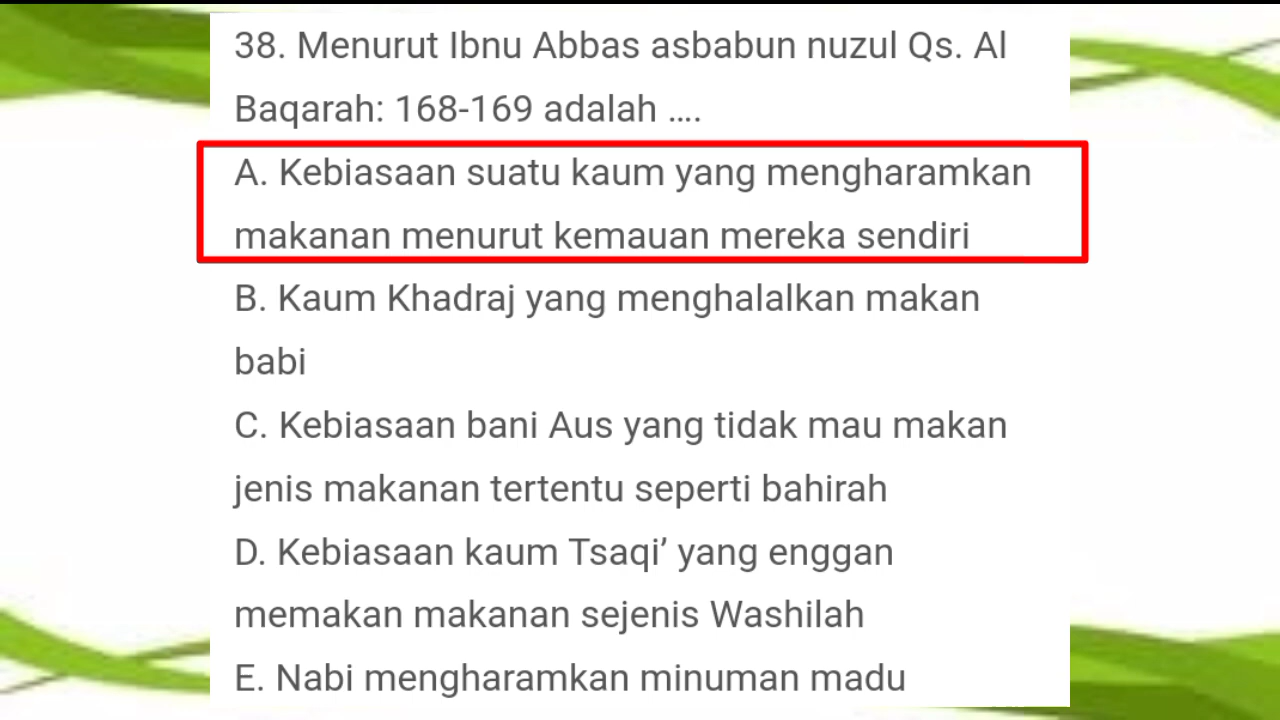 38. Menurut Ibnu Abbas asbabun nuzul Qs. Al
Baqarah: 168-169 adalah ....
A. Kebiasaan suatu kaum yang mengharamkan
makanan menurut kemauan mereka sendiri
B. Kaum Khadraj yang menghalalkan makan
babi
C. Kebiasaan bani Aus yang tidak mau makan
jenis makanan tertentu seperti bahirah
D. Kebiasaan kaum Tsaqi’ yang enggan
memakan makanan sejenis Washilah
E. Nabi mengharamkan minuman madu